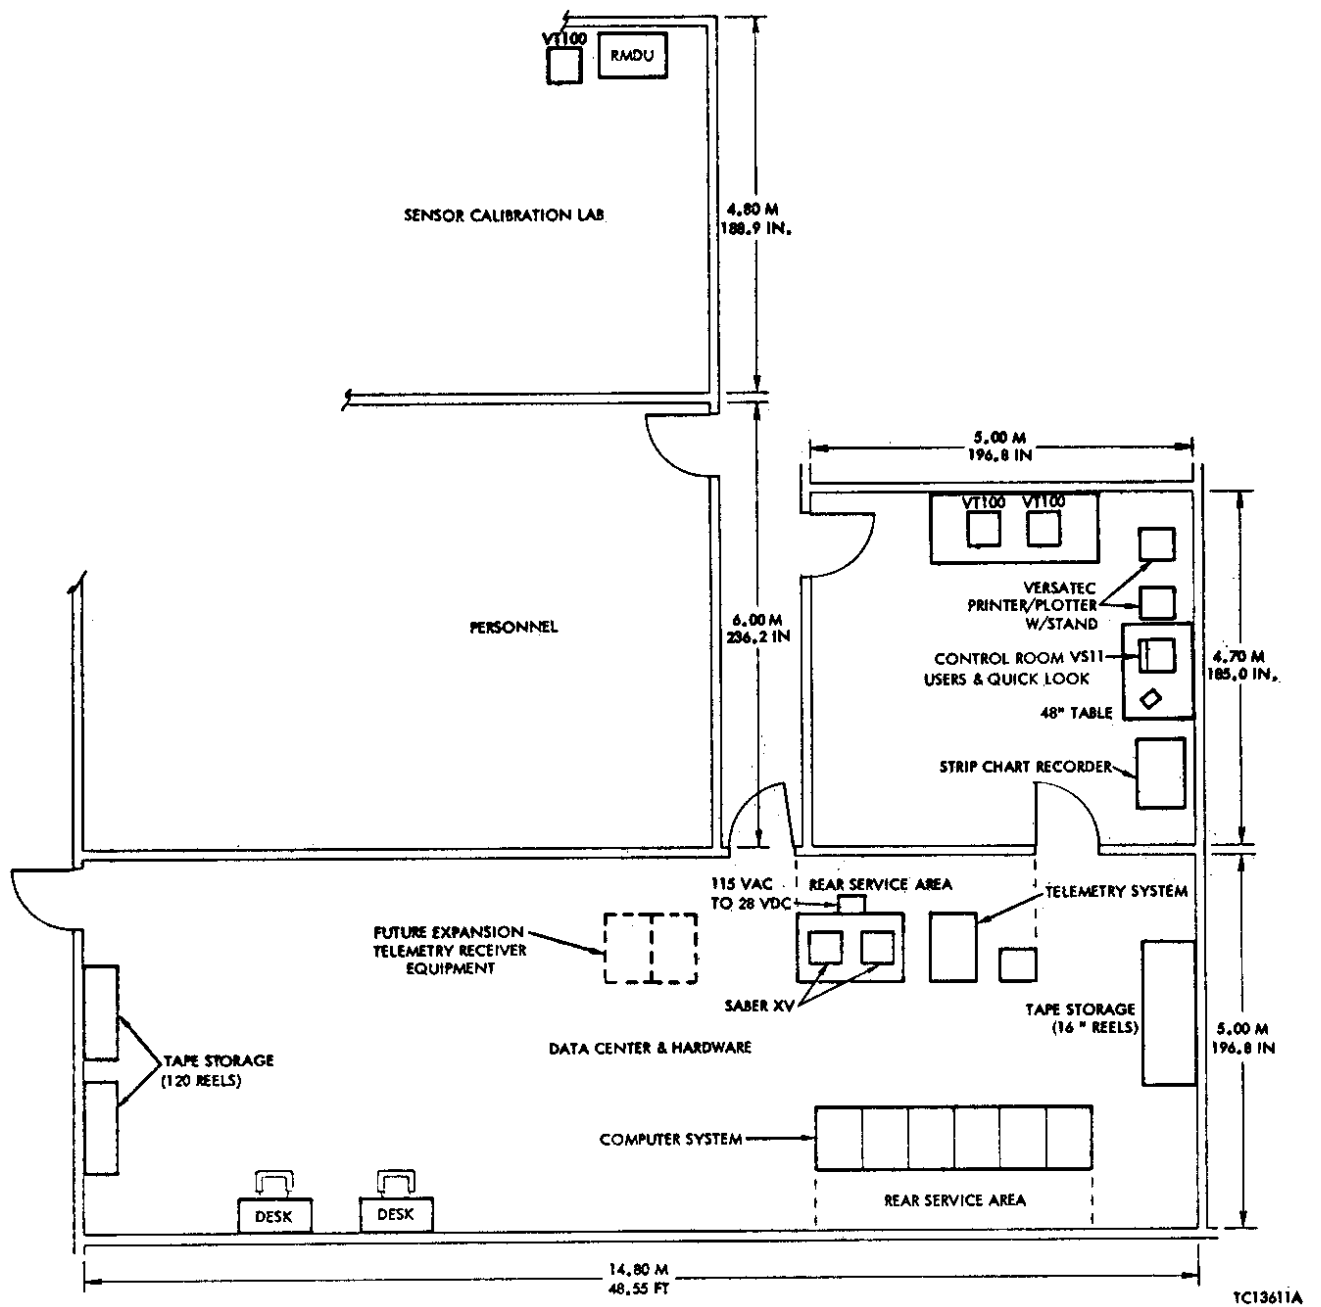 VT100
RMDU
SENSOR CALIBRATION LAB
4.80 M
188.9 IN.
5.00 M
196.8 IN
VT100 VT100
VERSATEC
PRINTER/PLOTTER
W/STAND
PERSONNEL
6.00 M
236.2 IN
CONTROL ROOM VS11
USERS & QUICK LOOK
4.70 M
185.0 IN.
48" TABLE
STRIP CHART RECORDER
115 VAC
TO 28 VDC
REAR SERVICE AREA
TELEMETRY SYSTEM
FUTURE EXPANSION
TELEMETRY RECEIVER
EQUIPMENT
SABER XV
TAPE STORAGE
(16 " REELS)
5.00 M
196.8 IN
DATA CENTER & HARDWARE
TAPE STORAGE
(120 REELS)
COMPUTER SYSTEM
REAR SERVICE AREA
DESK
DESK
14.80 M
48.55 FT
TC13611A